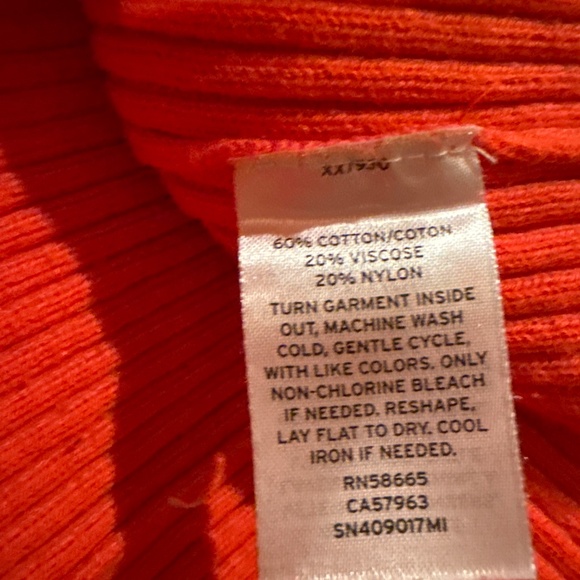 60% COTTON/COTON
20% VISCOSE
20% NYLON
TURN GARMENT INSIDE
OUT, MACHINE WASH
COLD, GENTLE CYCLE,
WITH LIKE COLORS. ONLY
NON-CHLORINE BLEACH
IF NEEDED. RESHAPE,
LAY FLAT TO DRY. COOL
IRON IF NEEDED.
RN58665
CA57963
SN409017MI